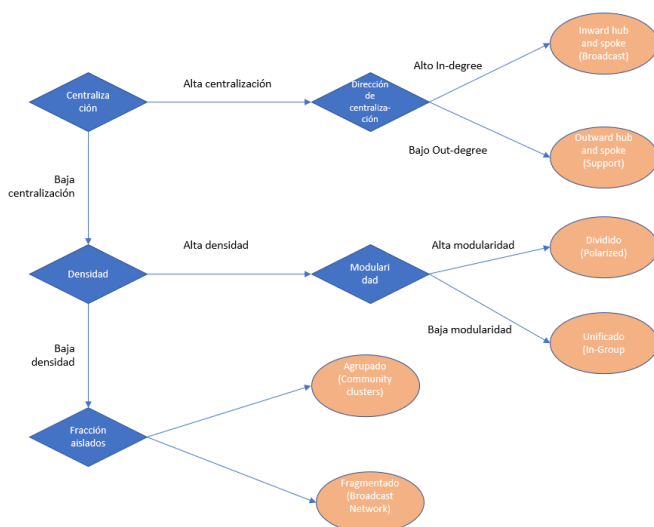 Inward hub
and spoke
(Broadcast)
Alto In-degree
Alta centralización
Centraliza
ción
Dirección
de
centraliza-
ción
Bajo Out-degree
Outward hub
and spoke
(Support)
Baja
centralización
Alta densidad
Alta modularidad
Dividido
(Polarized)
Densidad
Modulari
dad
Baja modularidad
Unificado
(In-Group
Baja
densidad
Agrupado
(Community
clusters)
Fracción
aislados
Fragmentado
(Broadcast
Network)